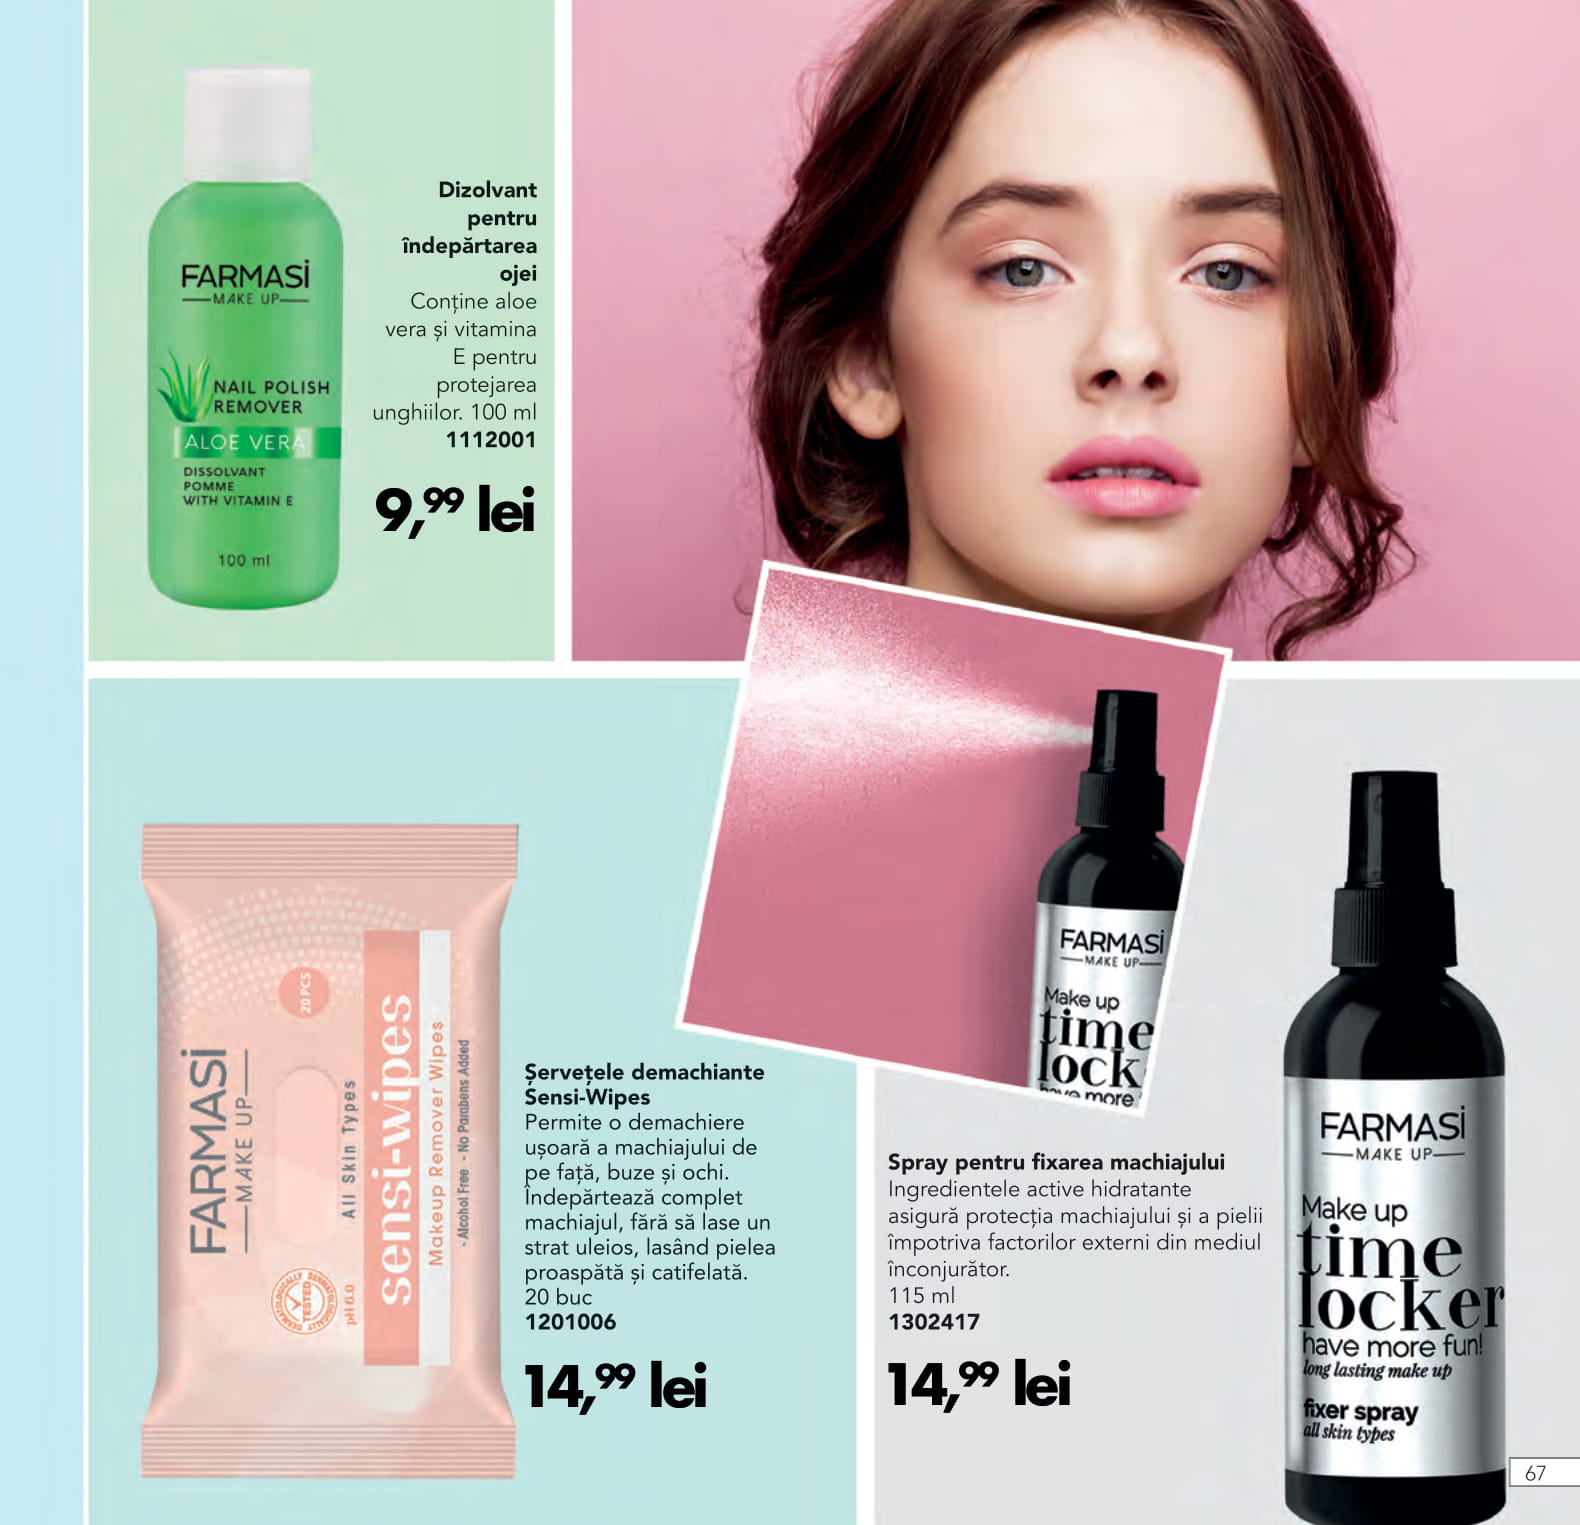 FARMASİ
MAKE UP
NAIL POLISH
REMOVER
ALOE VERA
DISSOLVANT
POMME
WITH VITAMIN E
100 ml
Dizolvant
pentru
îndepărtarea
ojei
Conține aloe
vera și vitamina
E pentru
protejarea
unghiilor. 100 ml
1112001
9,99 lei
FARMASİ
MAKE UP
Make up
time
lock
have more
FARMASİ
MAKE UP
20 PCS
All Skin Types
DERMATOLOGICALLY DERMATOLOGICALLY
TESTED
pH 6.0
sensi-wipes
Makeup Remover Wipes
- Alcohol Free - No Parabens Added
Șervețele demachiante
Sensi-Wipes
Permite o demachiere
ușoară a machiajului de
pe față, buze și ochi.
Îndepărtează complet
machiajul, fără să lase un
strat uleios, lasând pielea
proaspătă și catifelată.
20 buc
1201006
14,99 lei
Spray pentru fixarea machiajului
Ingredientele active hidratante
asigură protecția machiajului și a pielii
împotriva factorilor externi din mediul
înconjurător.
115 ml
1302417
14,99 lei
FARMASİ
MAKE UP
Make up
time
locker
have more fun!
long lasting make up
fixer spray
all skin types
67